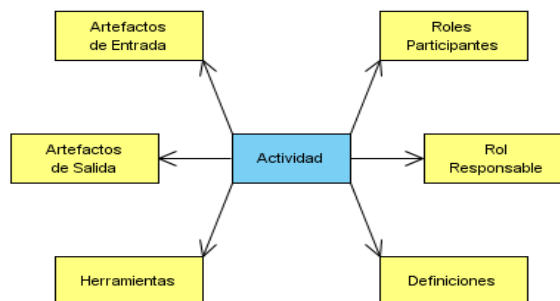 Artefactos
de Entrada
Roles
Participantes
Artefactos
de Salida
Actividad
Rol
Responsable
Herramientas
Definiciones